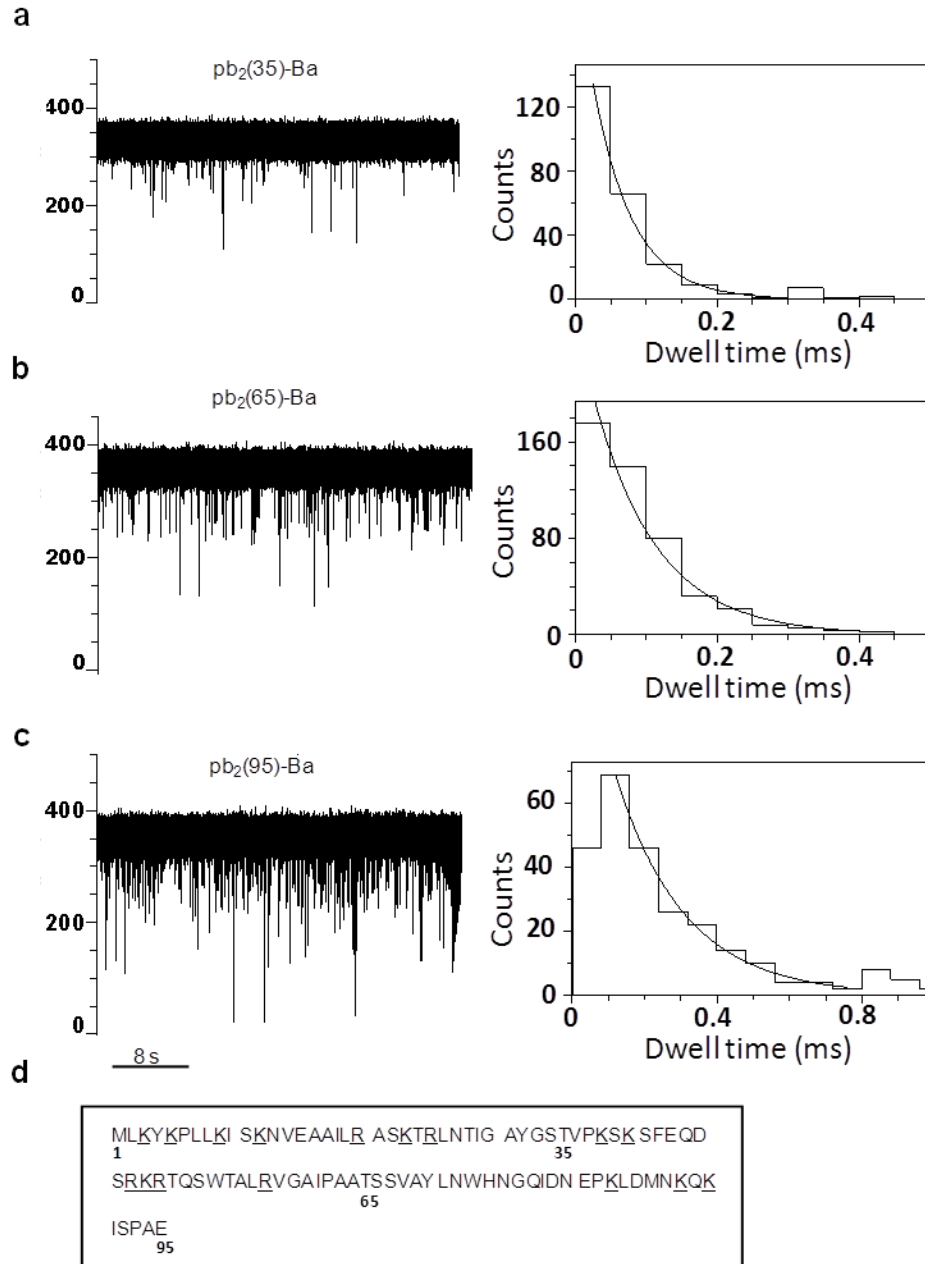 a
pb₂(35)-Ba
400
200
0
Counts
120
80
40
0
0 0.2 0.4
Dwell time (ms)
b
pb₂(65)-Ba
400
200
0
Counts
160
80
0
0 0.2 0.4
Dwell time (ms)
c
pb₂(95)-Ba
400
200
0
Counts
60
40
20
0
0 0.4 0.8
Dwell time (ms)
8 s
d
MLKYKPLLKI SKNVEAAILR ASKTRLNTIG AYGSTVPKSK SFEQD
1 35
SRKRTQSWTALRVGAIPAATSSVAYLNWHNGQIDN EPKLDMNKQK
65
ISPAE
95